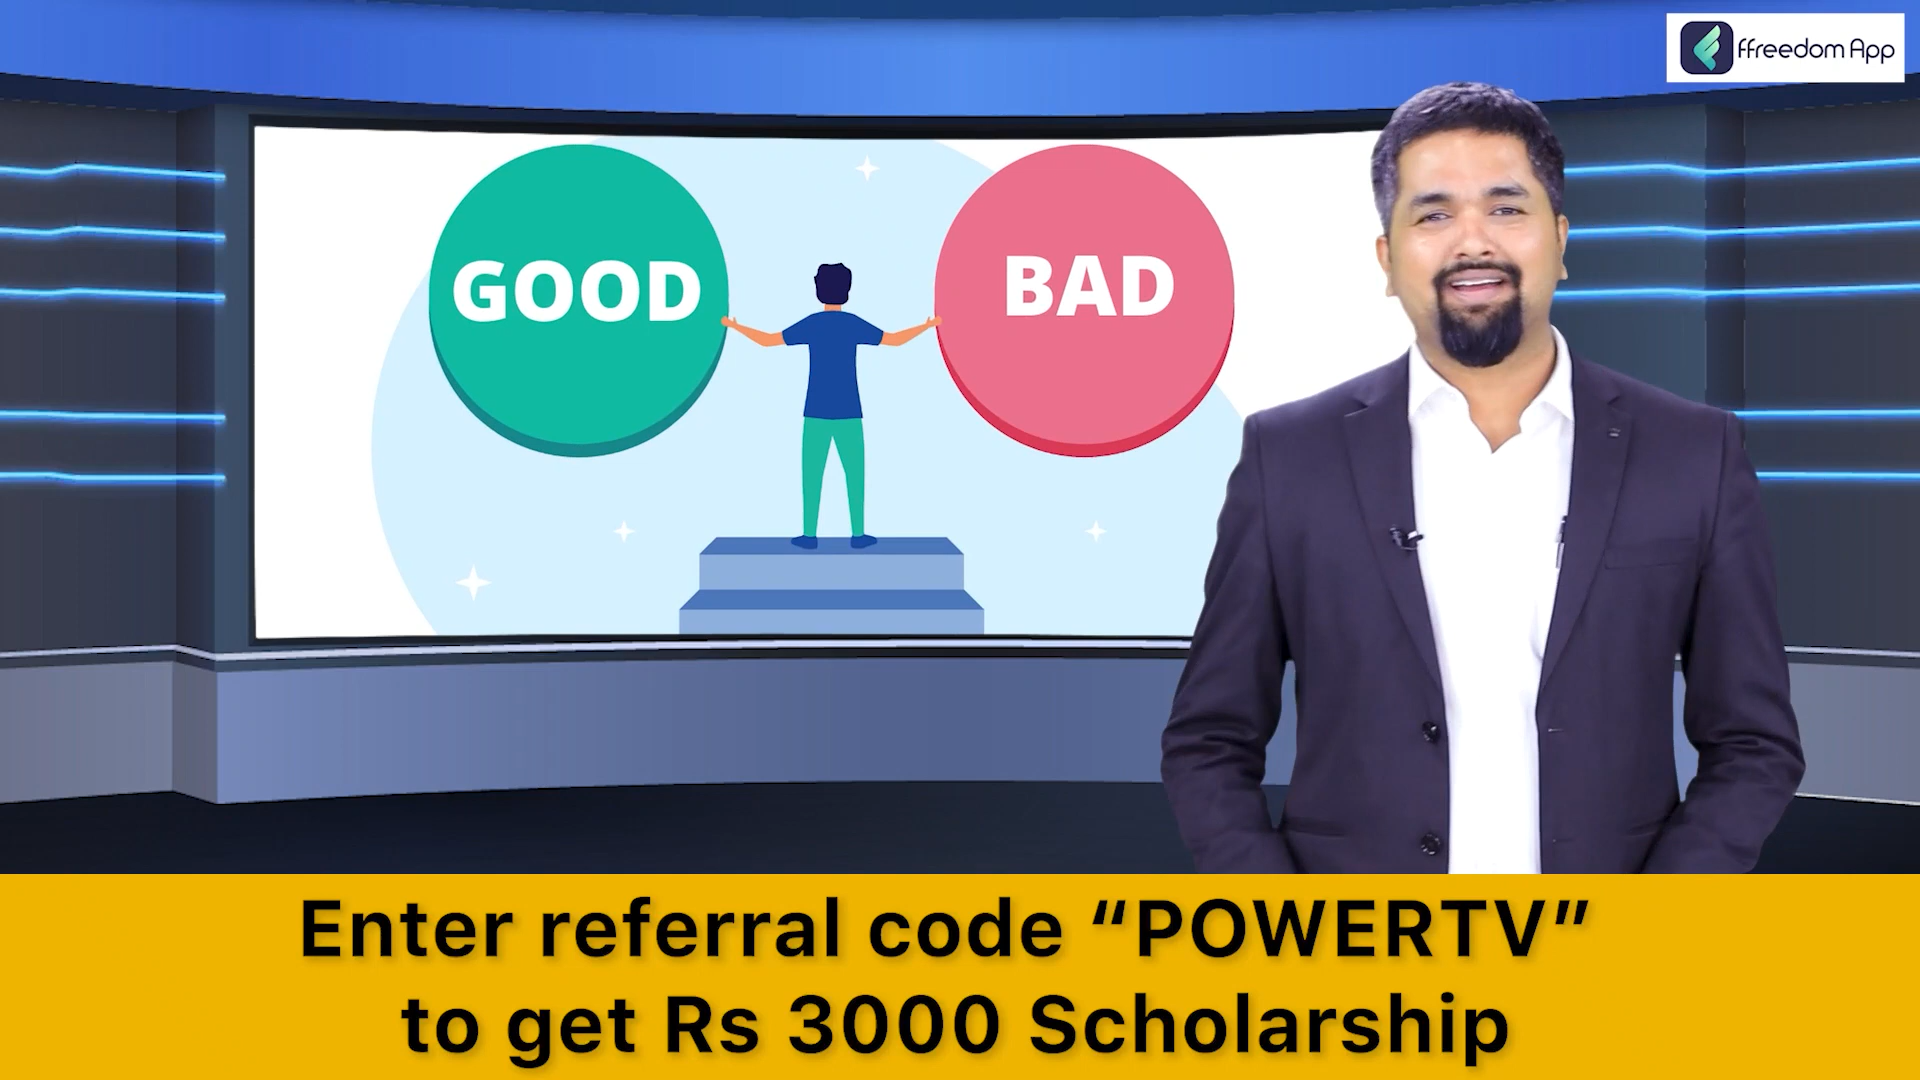 ffreedom App
GOOD
BAD
Enter referral code “POWERTV”
to get Rs 3000 Scholarship